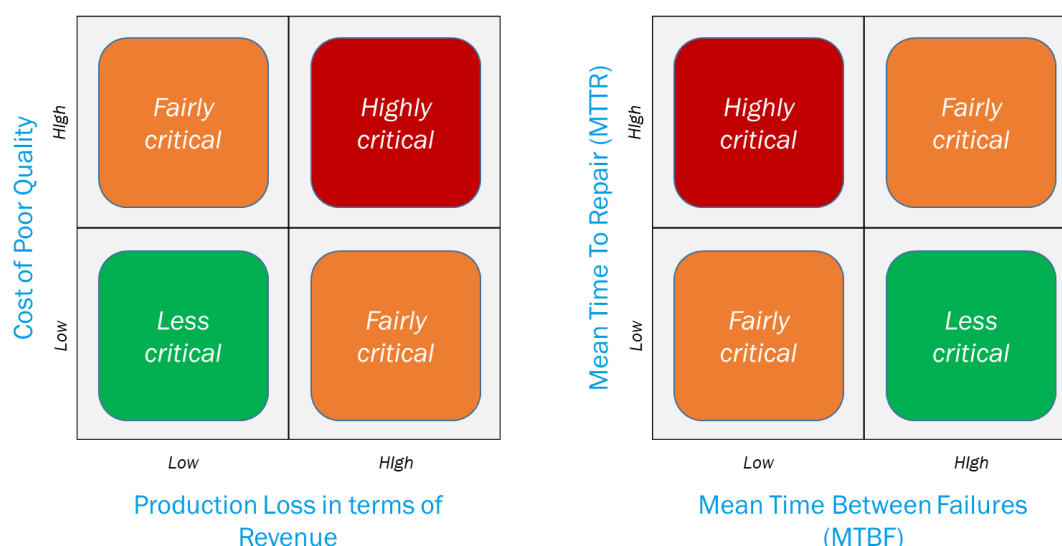 Cost of Poor Quality
HIgh
Low
Fairly
critical
Highly
critical
Less
critical
Fairly
critical
Low
HIgh
Production Loss in terms of
Revenue
Mean Time To Repair (MTTR)
HIgh
Low
Highly
critical
Fairly
critical
Fairly
critical
Less
critical
Low
HIgh
Mean Time Between Failures
(MTBF)